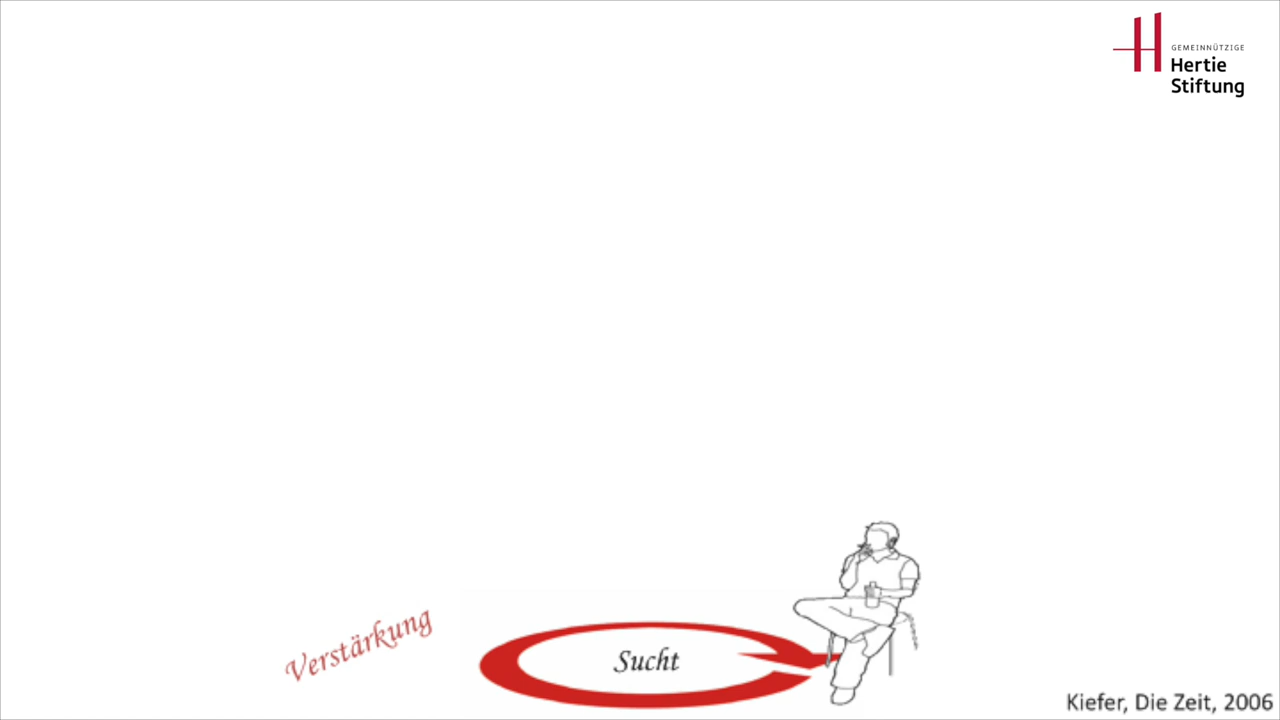 GEMEINNÜTZIGE
Hertie
Stiftung
Verstärkung
Sucht
Kiefer, Die Zeit, 2006